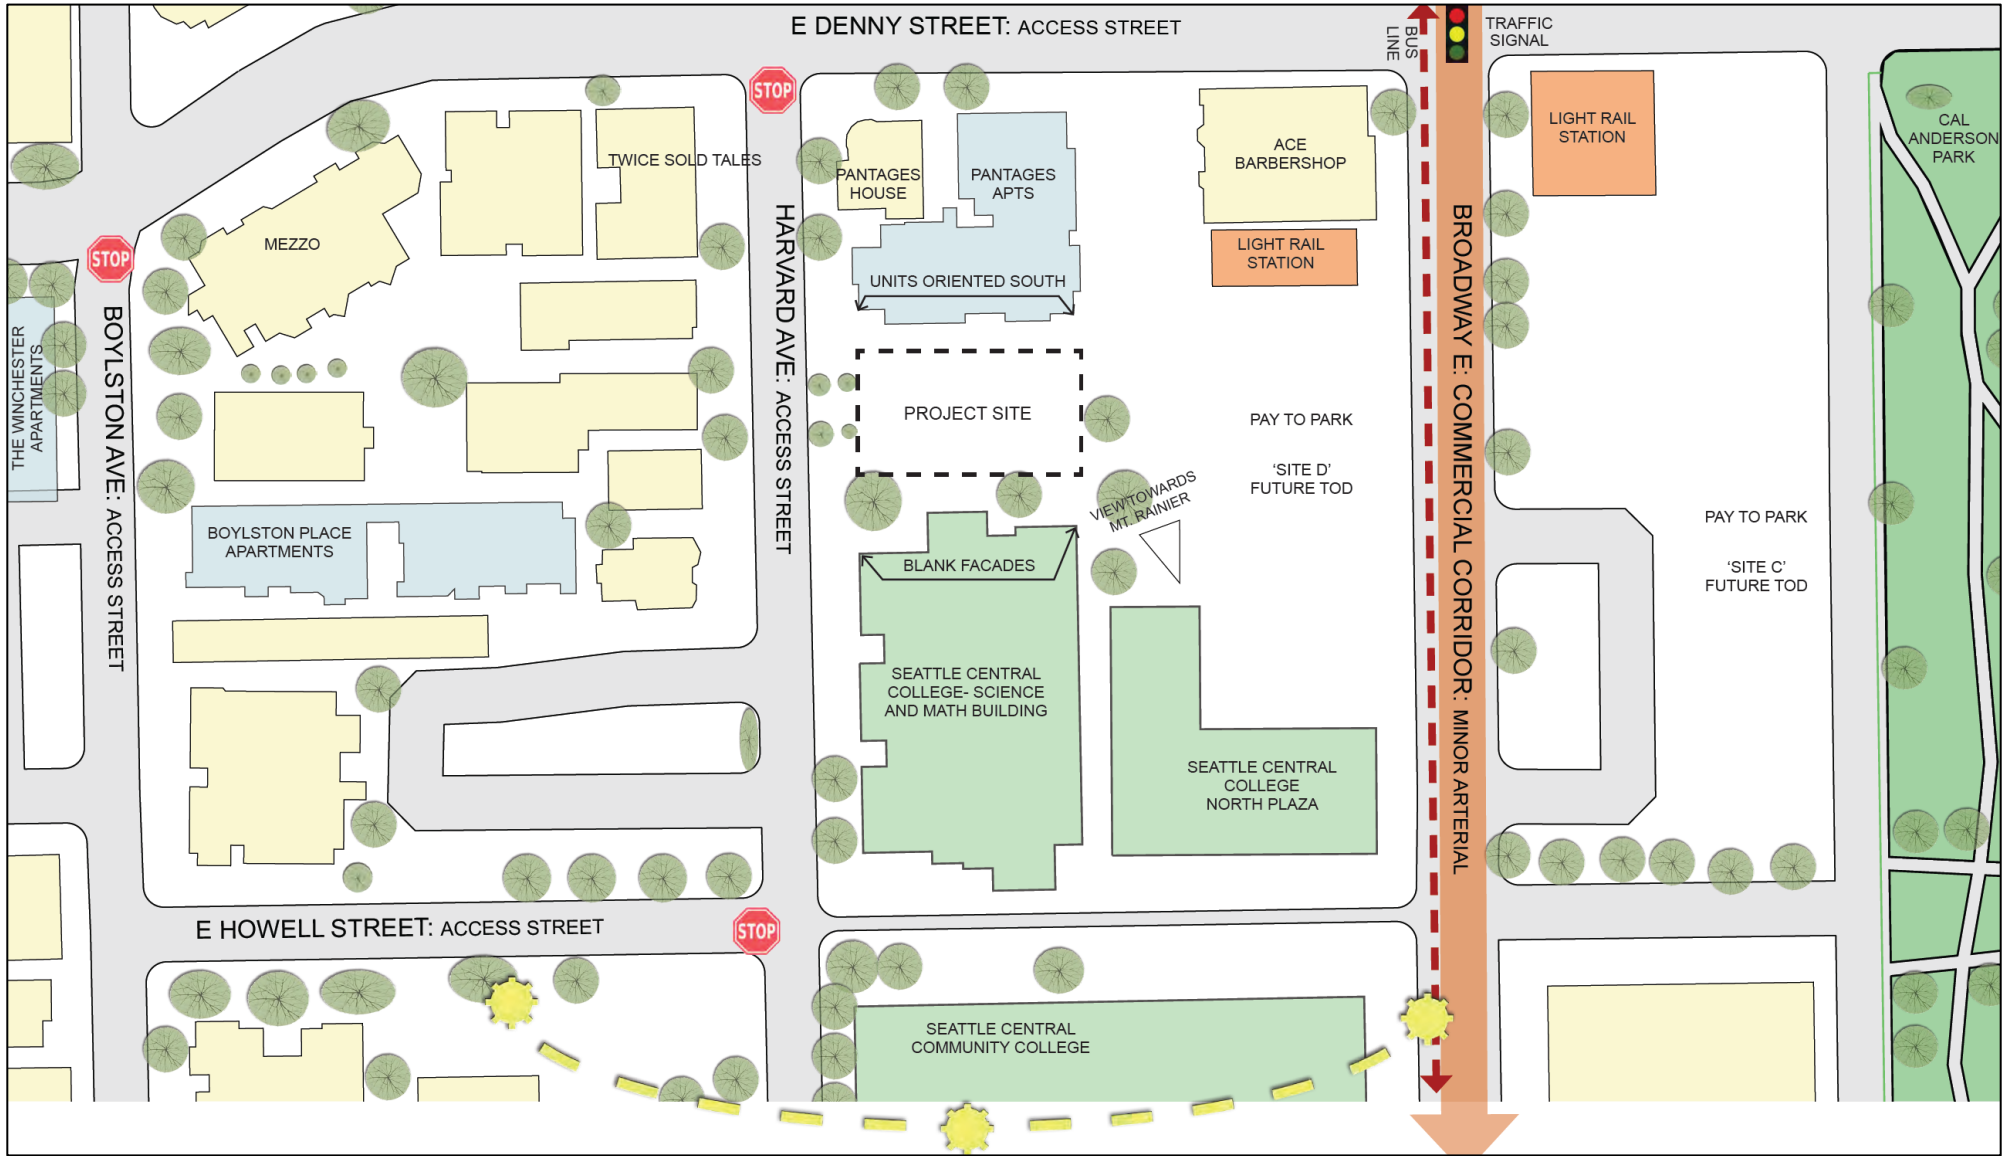 E DENNY STREET: ACCESS STREET
BUS
LINE
TRAFFIC
SIGNAL
STOP
LIGHT RAIL
STATION
CAL
ANDERSON
PARK
TWICE SOLD TALES
PANTAGES
HOUSE
PANTAGES
APTS
ACE
BARBERSHOP
MEZZO
STOP
LIGHT RAIL
STATION
UNITS ORIENTED SOUTH
THE WINCHESTER
APARTMENTS
BOYLSTON AVE: ACCESS STREET
HARVARD AVE: ACCESS STREET
BROADWAY E: COMMERCIAL CORRIDOR: MINOR ARTERIAL
PROJECT SITE
PAY TO PARK
‘SITE D’
FUTURE TOD
VIEW TOWARDS
MT. RAINIER
PAY TO PARK
‘SITE C’
FUTURE TOD
BOYLSTON PLACE
APARTMENTS
BLANK FACADES
SEATTLE CENTRAL
COLLEGE- SCIENCE
AND MATH BUILDING
SEATTLE CENTRAL
COLLEGE
NORTH PLAZA
E HOWELL STREET: ACCESS STREET
STOP
SEATTLE CENTRAL
COMMUNITY COLLEGE